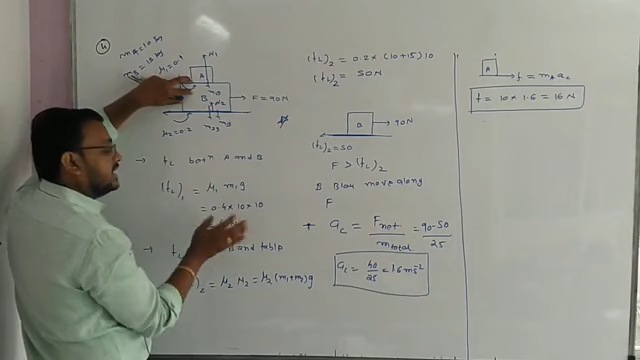 4
mA = 10 kg
mB = 15 kg
μ1 = 0.4
N1
A
B
N2
F = 90N
μ2 = 0.2
→ fL both A and B
(fL)1 = μ1 m1 g
= 0.4 × 10 × 10
→ fL B and table
2 = μ2 N2 = μ2 (m1+m2) g
(fL)2 = 0.2 × (10+15) 10
(fL)2 = 50N
B → 90N
(fL)2 = 50
F > (fL)2
B Block move along
F
ac = Fnet / mtotal = 90-50 / 25
ac = 40 / 25 = 1.6 ms⁻²
A
f = mA ac
f = 10 × 1.6 = 16 N